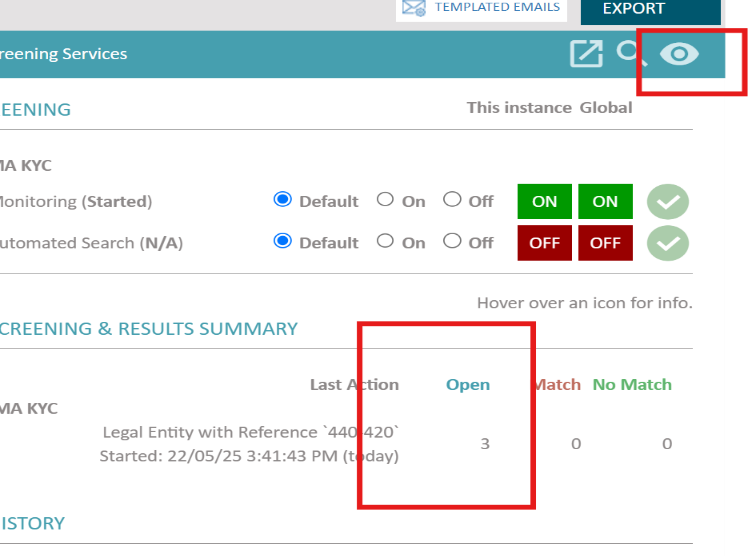 TEMPLATED EMAILS EXPORT
reening Services
EENING This instance Global
MA KYC
onitoring (Started) Default On Off ON ON
utomated Search (N/A) Default On Off OFF OFF
Hover over an icon for info.
CREENING & RESULTS SUMMARY
Last Action Open Match No Match
MA KYC
Legal Entity with Reference `440-420` 3 0 0
Started: 22/05/25 3:41:43 PM (today)
ISTORY